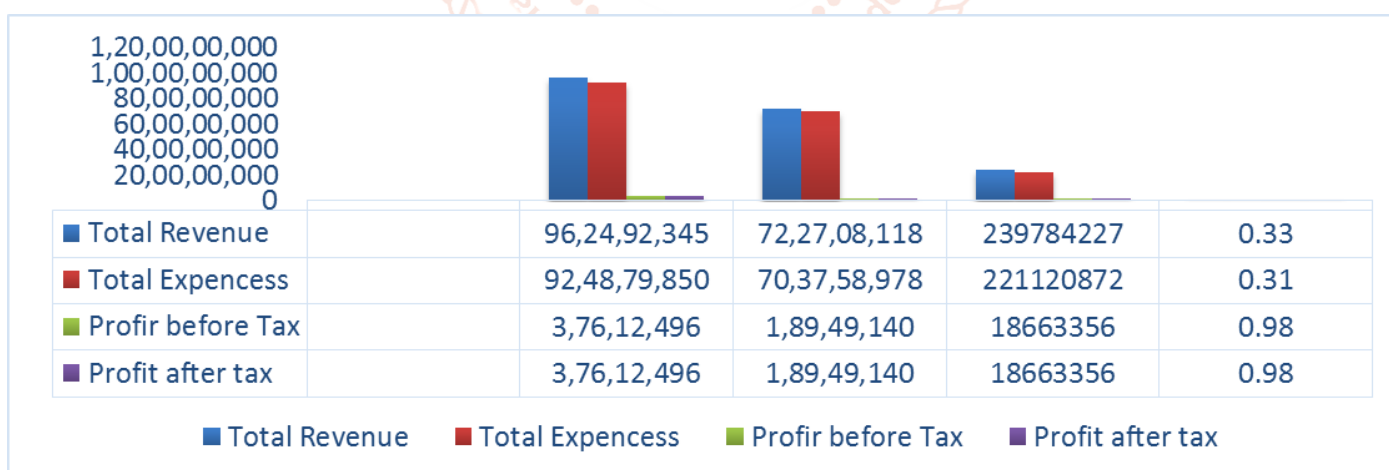 1,20,00,00,000
1,00,00,00,000
80,00,00,000
60,00,00,000
40,00,00,000
20,00,00,000
0
Total Revenue 96,24,92,345 72,27,08,118 239784227 0.33
Total Expencess 92,48,79,850 70,37,58,978 221120872 0.31
Profir before Tax 3,76,12,496 1,89,49,140 18663356 0.98
Profit after tax 3,76,12,496 1,89,49,140 18663356 0.98
Total Revenue Total Expencess Profir before Tax Profit after tax